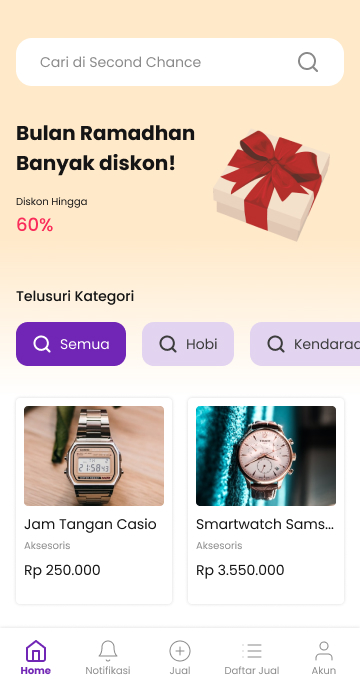 Cari di Second Chance
Bulan Ramadhan
Banyak diskon!
Diskon Hingga
60%
Telusuri Kategori
Semua
Hobi
Kendaraa
Jam Tangan Casio
Aksesoris
Rp 250.000
Smartwatch Sams...
Aksesoris
Rp 3.550.000
Home
Notifikasi
Jual
Daftar Jual
Akun